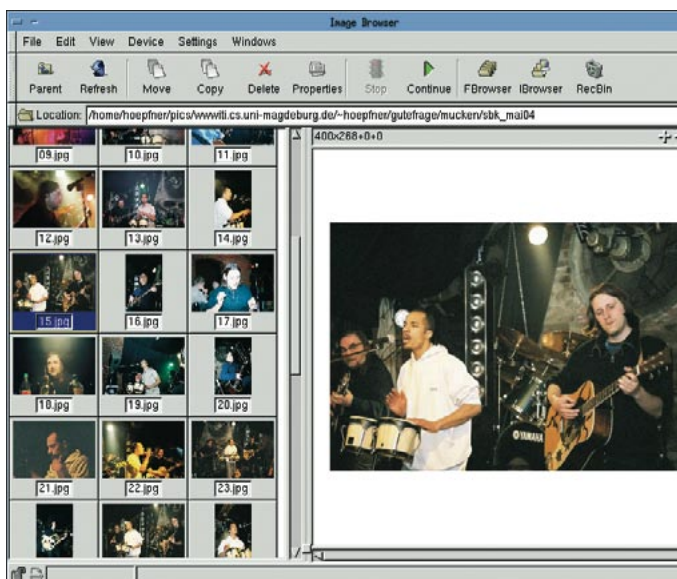 Image Browser
File Edit View Device Settings Windows
Parent Refresh Move Copy Delete Properties Stop Continue FBrowser IBrowser RecBin
Location: /home/hoepfner/pics/wwwiti.cs.uni-magdeburg.de/~hoepfner/gutefrage/mucken/sbk_mai04
400x268+0+0
09.jpg 10.jpg 11.jpg
12.jpg 13.jpg 14.jpg
15.jpg 16.jpg 17.jpg
18.jpg 19.jpg 20.jpg
21.jpg 22.jpg 23.jpg
YAMAHA